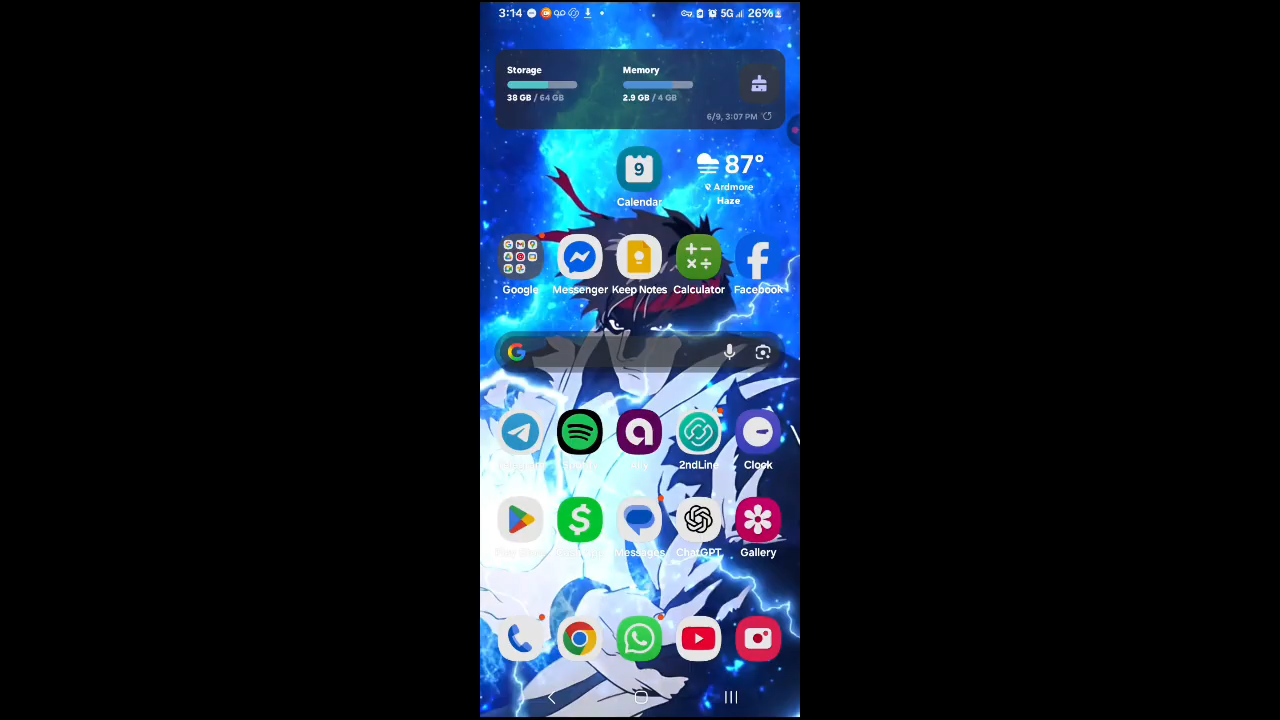 3:14 5G 26%
Storage Memory
38 GB / 64 GB 2.9 GB / 4 GB
6/9, 3:07 PM
9 87°
Ardmore
Calendar Haze
Google Messenger Keep Notes Calculator Facebook
2ndLine Clock
Messages ChatGPT Gallery